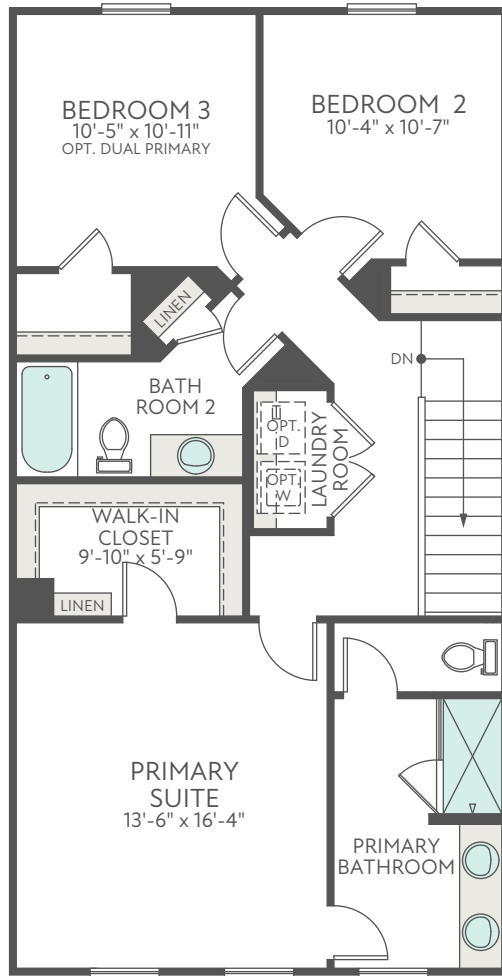 BEDROOM 3
10'-5" x 10'-11"
OPT. DUAL PRIMARY
BEDROOM 2
10'-4" x 10'-7"
LINEN
DN
BATH
ROOM 2
OPT.
D
OPT.
W
LAUNDRY
ROOM
WALK-IN
CLOSET
9'-10" x 5'-9"
LINEN
PRIMARY
SUITE
13'-6" x 16'-4"
PRIMARY
BATHROOM